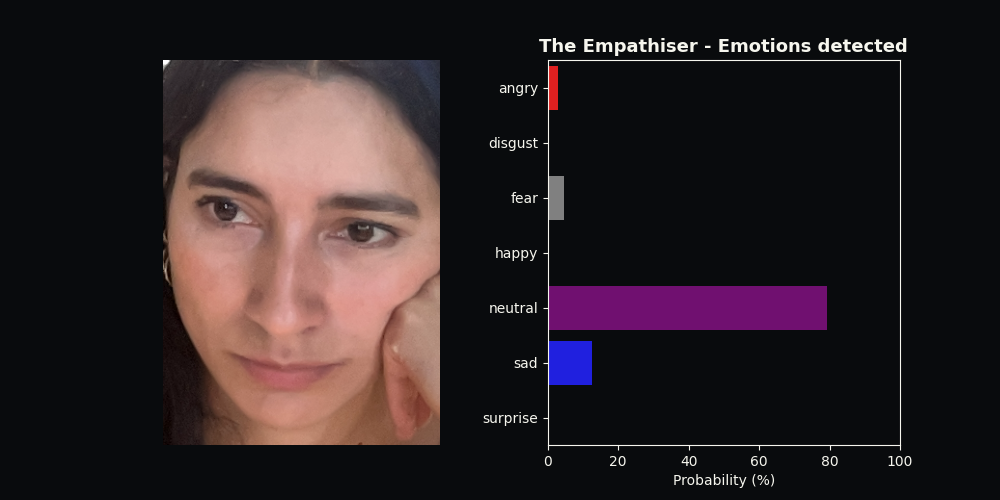 The Empathiser - Emotions detected
angry
disgust
fear
happy
neutral
sad
surprise
0 20 40 60 80 100
Probability (%)